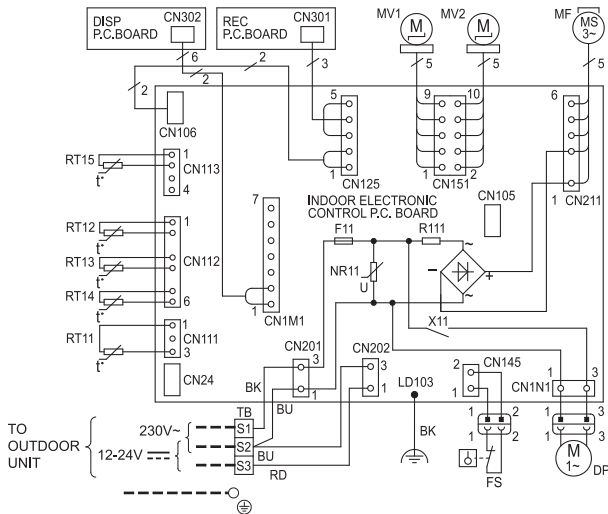 DISP
P.C.BOARD
CN302
REC
P.C.BOARD
CN301
MV1
M
MV2
M
MF
MS
3~
6
2
2
3
5
5
5
2
CN106
5
1
CN125
9
10
1
2
CN151
6
1
CN211
RT15
t°
1
4
CN113
7
1
CN1M1
INDOOR ELECTRONIC
CONTROL P.C. BOARD
CN105
F11
R111
~
NR11
U
−
+
~
RT12
t°
RT13
t°
RT14
t°
1
6
CN112
RT11
t°
1
3
CN111
CN24
CN201
3
1
CN202
3
1
X11
CN145
2
1
1
3
CN1N1
LD103
BK
BU
TB
TO
OUTDOOR
UNIT
230V~
12-24V
S1
S2
S3
BU
RD
BK
1
2
1
2
FS
1
3
1
3
M
1~
DP